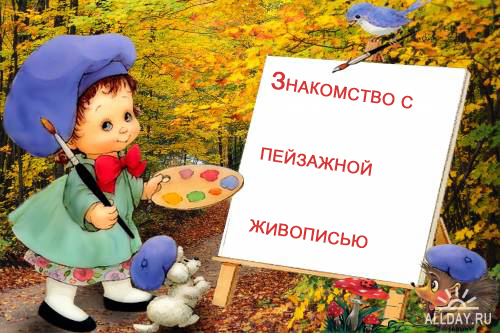 Знакомство с
пейзажной
живописью
ALLDAY.RU